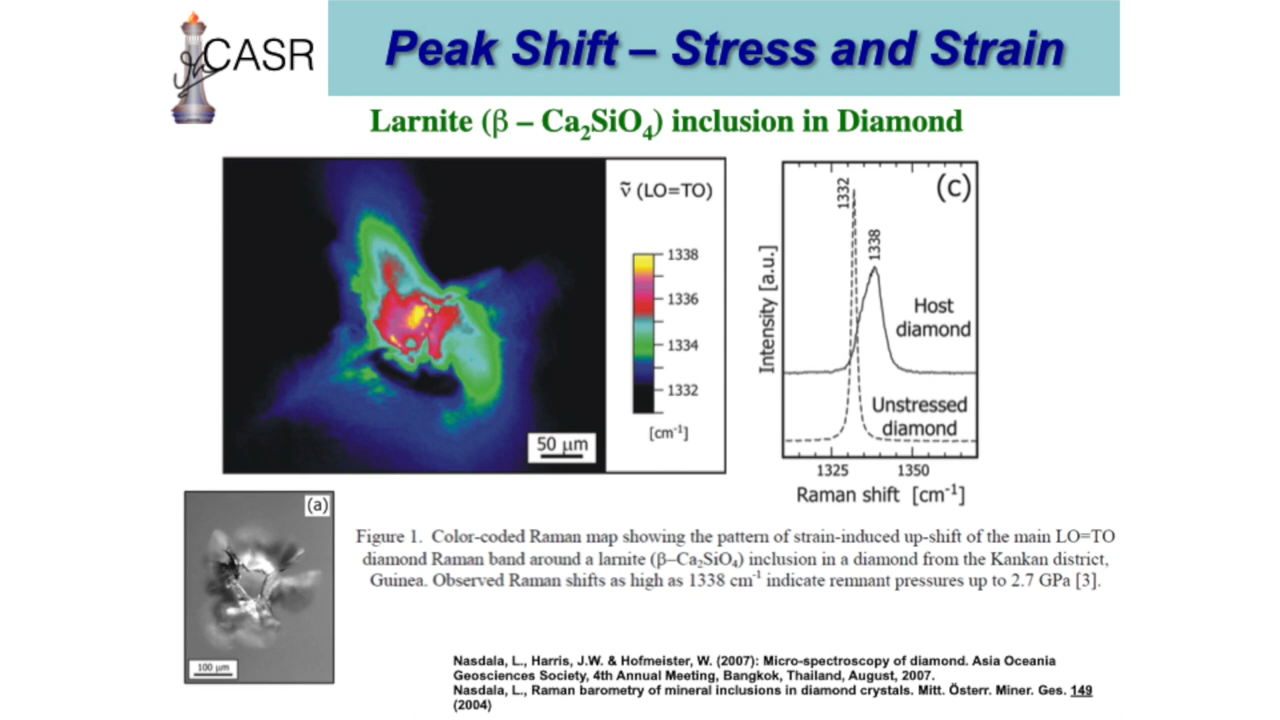 CASR
Peak Shift – Stress and Strain
Larnite (β – Ca₂SiO₄) inclusion in Diamond
ν̃ (LO=TO)
1338
1336
1334
1332
[cm⁻¹]
50 μm
(c)
1332
1338
Intensity [a.u.]
Host
diamond
Unstressed
diamond
1325 1350
Raman shift [cm⁻¹]
(a)
100 μm
Figure 1. Color-coded Raman map showing the pattern of strain-induced up-shift of the main LO=TO
diamond Raman band around a larnite (β–Ca₂SiO₄) inclusion in a diamond from the Kankan district,
Guinea. Observed Raman shifts as high as 1338 cm⁻¹ indicate remnant pressures up to 2.7 GPa [3].
Nasdala, L., Harris, J.W. & Hofmeister, W. (2007): Micro-spectroscopy of diamond. Asia Oceania
Geosciences Society, 4th Annual Meeting, Bangkok, Thailand, August, 2007.
Nasdala, L., Raman barometry of mineral inclusions in diamond crystals. Mitt. Österr. Miner. Ges. 149
(2004)